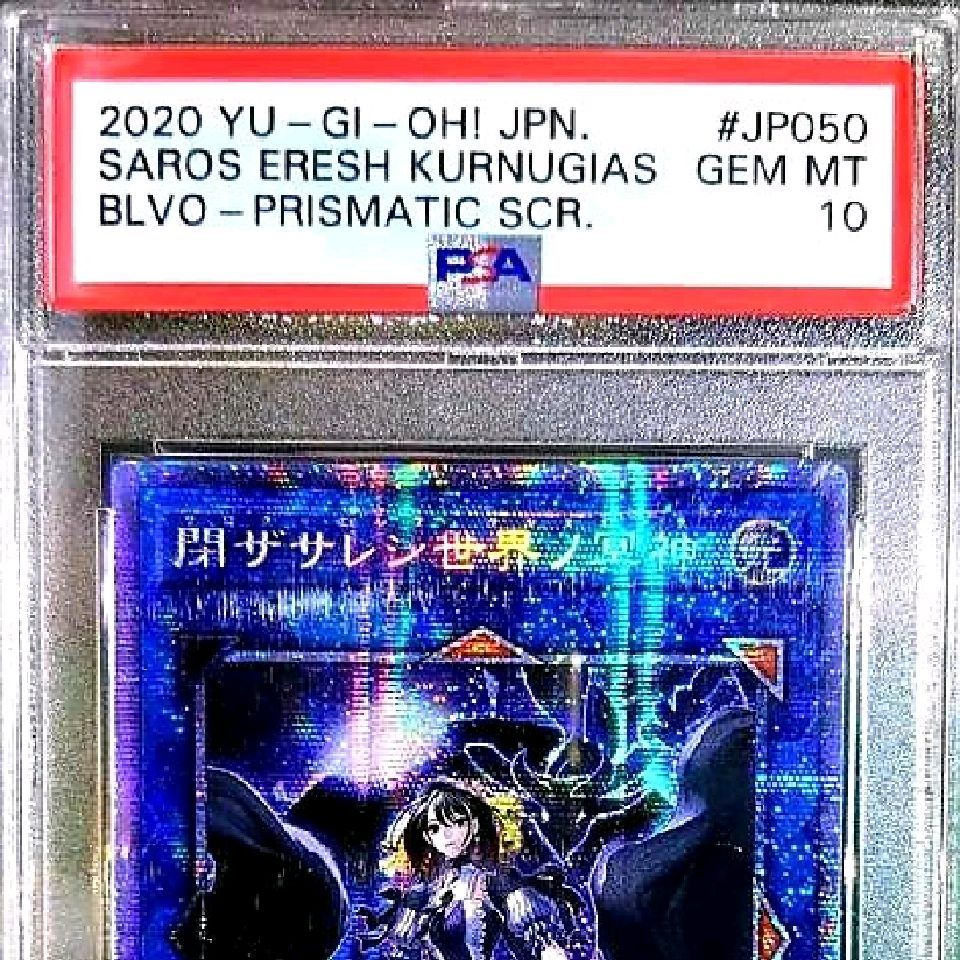 2020 YU-GI-OH! JPN. #JP050
SAROS ERESH KURNUGIAS GEM MT
BLVO-PRISMATIC SCR. 10
PSA
閉ザサレシ世界ノ冥神